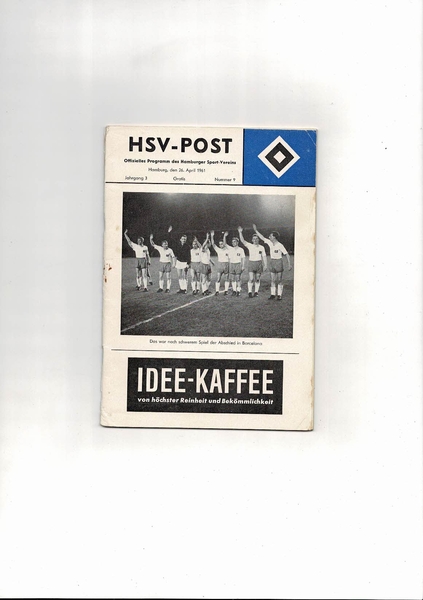 HSV-POST
Offizielles Programm des Hamburger Sport-Vereins
Hamburg, den 26. April 1961
Jahrgang 3 Gratis Nummer 9
Das war nach schwerem Spiel der Abschied in Barcelona
IDEE-KAFFEE
von höchster Reinheit und Bekömmlichkeit